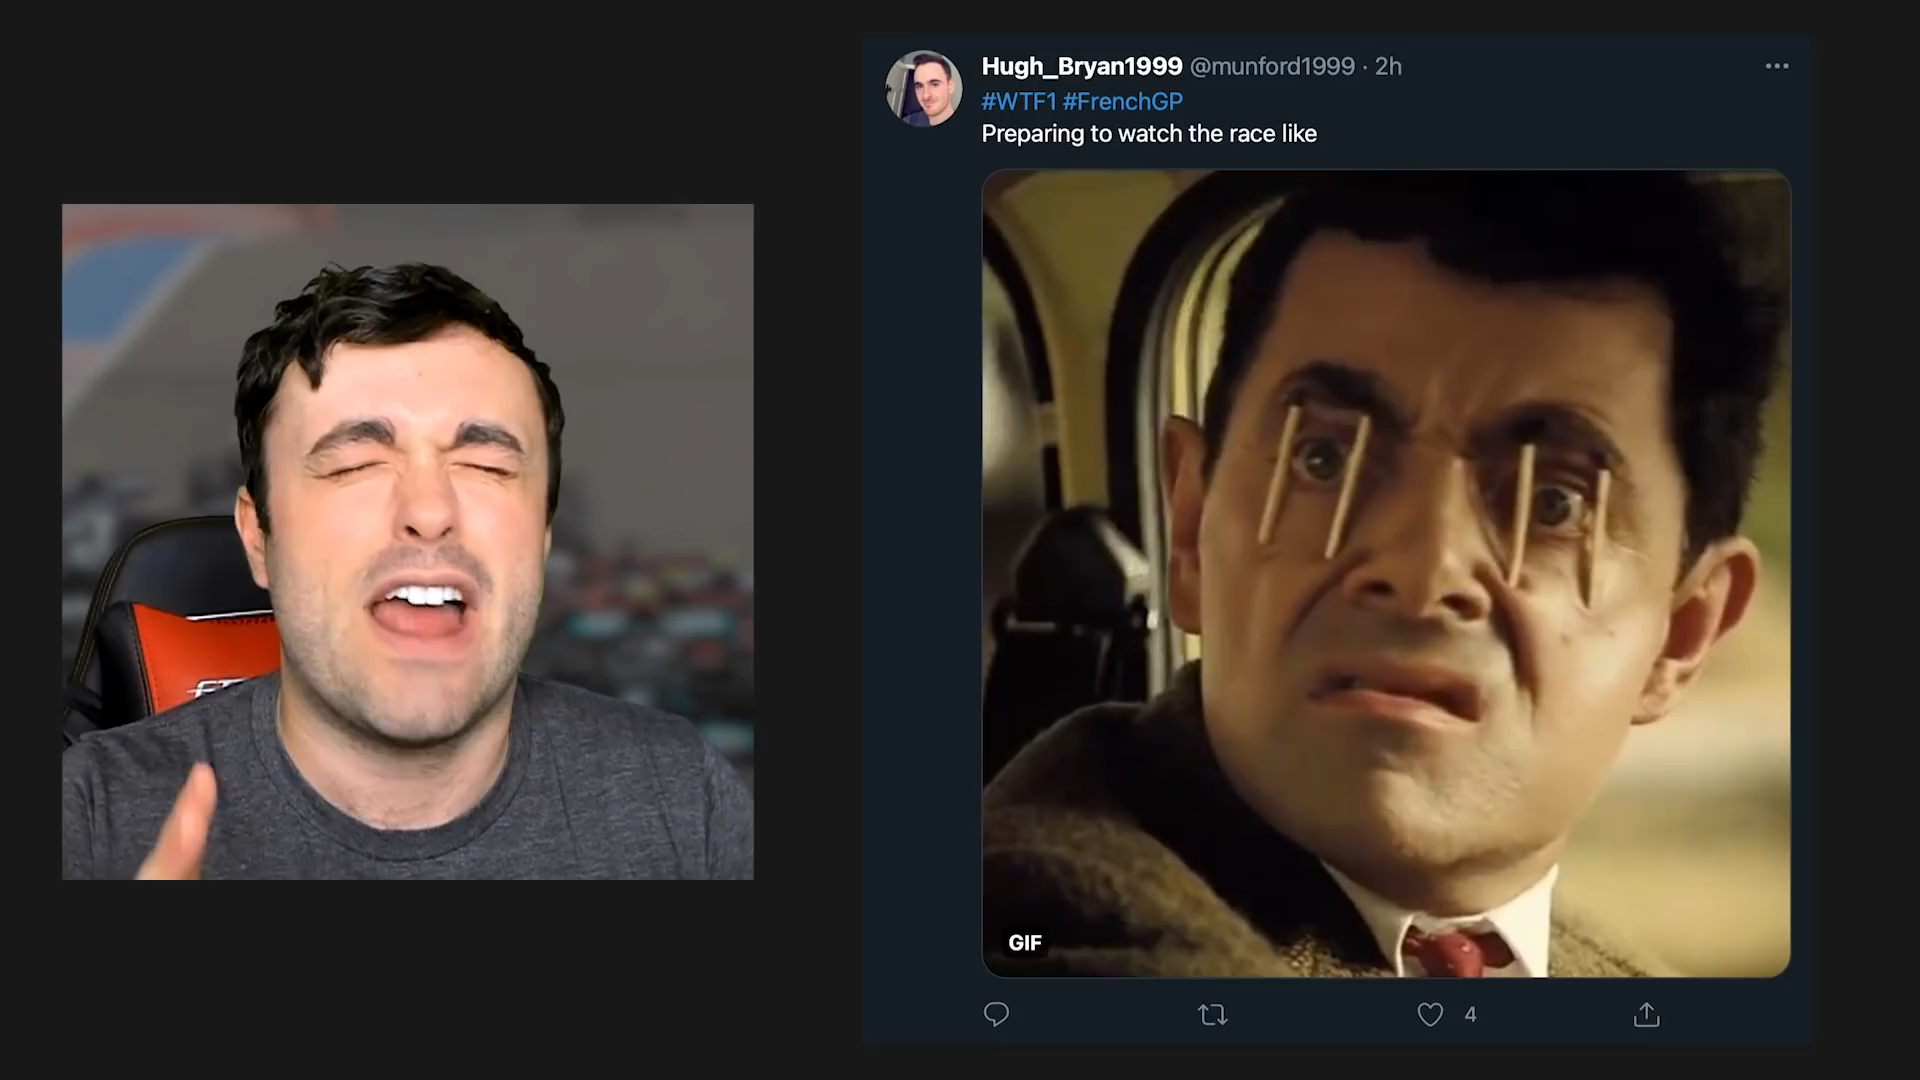 Hugh_Bryan1999 @munford1999 · 2h
#WTF1 #FrenchGP
Preparing to watch the race like
GIF
4